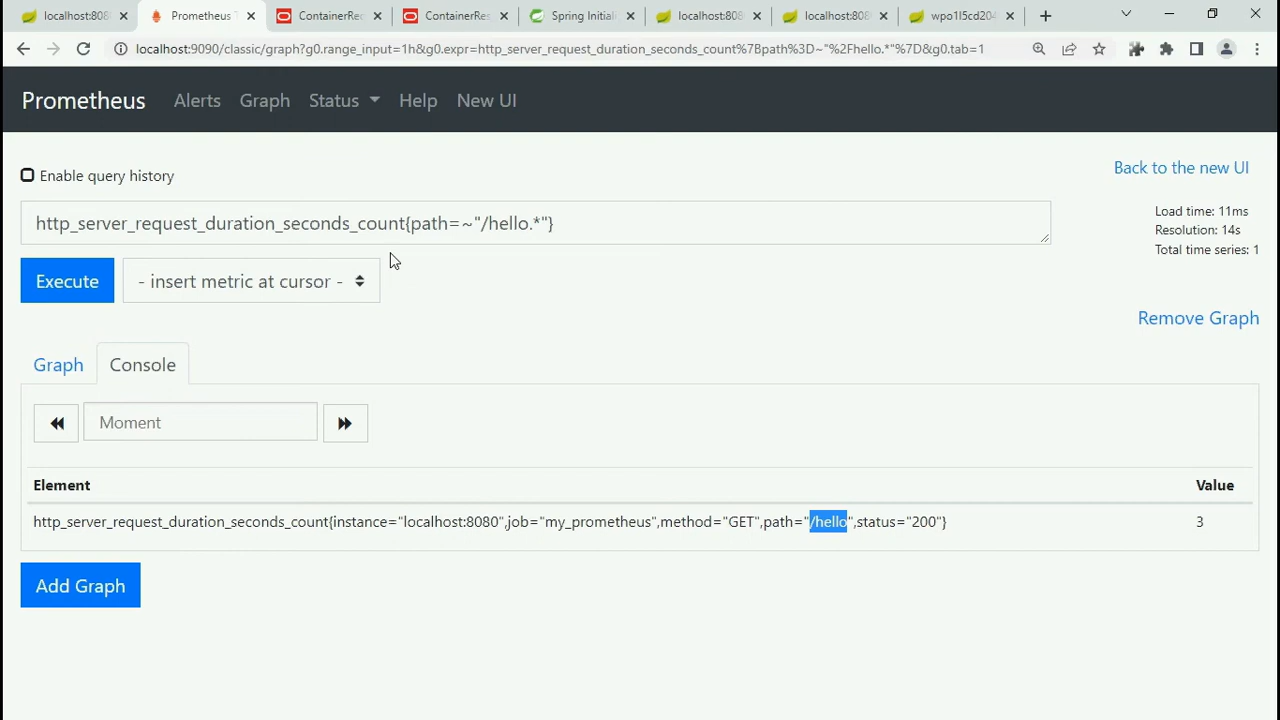 localhost:808
Prometheus T
ContainerRec
ContainerRes
Spring Initial
localhost:808
localhost:808
wpo1l5cd204
localhost:9090/classic/graph?g0.range_input=1h&g0.expr=http_server_request_duration_seconds_count%7Bpath%3D~"%2Fhello.*"%7D&g0.tab=1
Prometheus Alerts Graph Status Help New UI
Enable query history
Back to the new UI
http_server_request_duration_seconds_count{path=~"/hello.*"}
Load time: 11ms
Resolution: 14s
Total time series: 1
Execute
- insert metric at cursor -
Remove Graph
Graph
Console
Moment
Element Value
http_server_request_duration_seconds_count{instance="localhost:8080",job="my_prometheus",method="GET",path="/hello",status="200"} 3
Add Graph